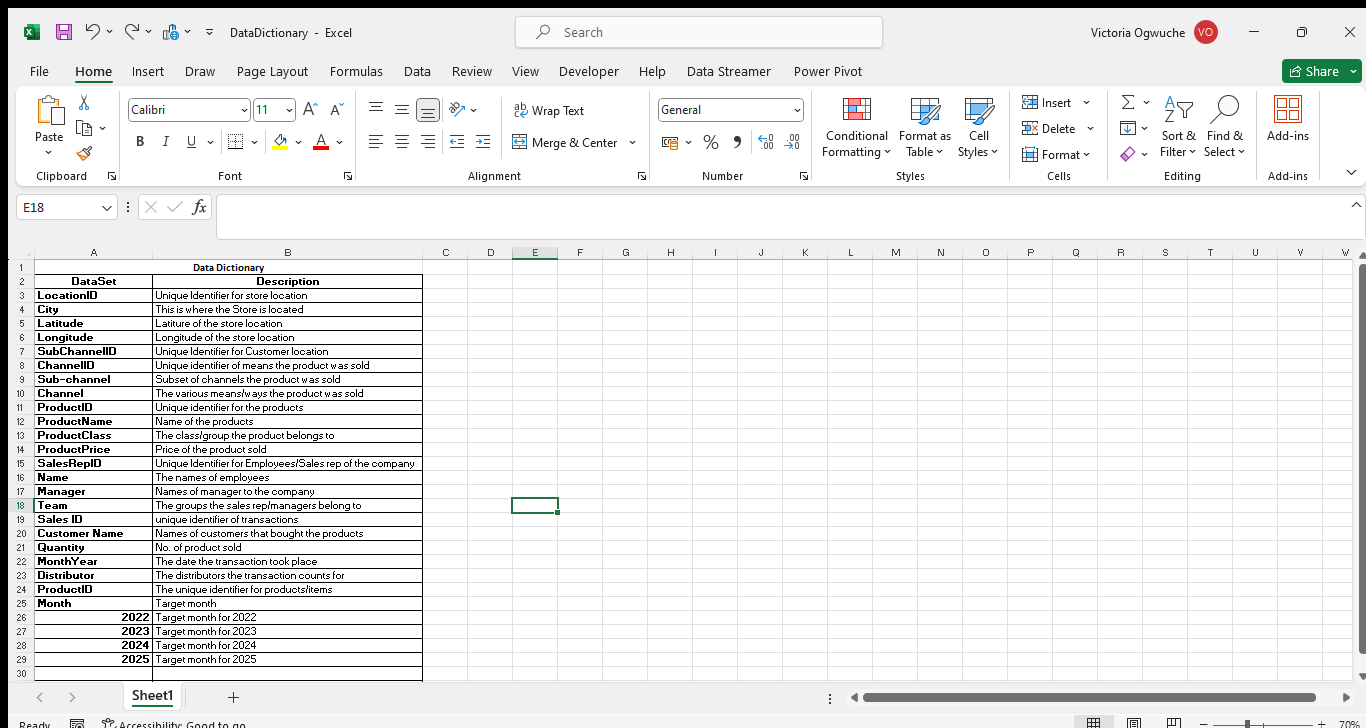 DataDictionary - Excel
Search
Victoria Ogwuche VO
File Home Insert Draw Page Layout Formulas Data Review View Developer Help Data Streamer Power Pivot Share
Paste
Clipboard
Calibri 11
B I U
Font
Wrap Text
Merge & Center
Alignment
General
Number
Conditional Formatting
Format as Table
Cell Styles
Styles
Insert
Delete
Format
Cells
Sort & Filter
Find & Select
Editing
Add-ins
Add-ins
E18 fx
A B C D E F G H I J K L M N O P Q R S T U V W
1 Data Dictionary
2 DataSet Description
3 LocationID Unique Identifier for store location
4 City This is where the Store is located
5 Latitude Latiture of the store location
6 Longitude Longitude of the store location
7 SubChannelID Unique Identifier for Customer location
8 ChannelID Unique identifier of means the product was sold
9 Sub-channel Subset of channels the product was sold
10 Channel The various means/ways the product was sold
11 ProductID Unique identifier for the products
12 ProductName Name of the products
13 ProductClass The class/group the product belongs to
14 ProductPrice Price of the product sold
15 SalesRepID Unique Identifier for Employees/Sales rep of the company
16 Name The names of employees
17 Manager Names of manager to the company
18 Team The groups the sales rep/managers belong to
19 Sales ID unique identifier of transactions
20 Customer Name Names of customers that bought the products
21 Quantity No. of product sold
22 MonthYear The date the transaction took place
23 Distributor The distributors the transaction counts for
24 ProductID The unique identifier for products/items
25 Month Target month
26 2022 Target month for 2022
27 2023 Target month for 2023
28 2024 Target month for 2024
29 2025 Target month for 2025
30
Sheet1
Ready Accessibility: Good to go 70%